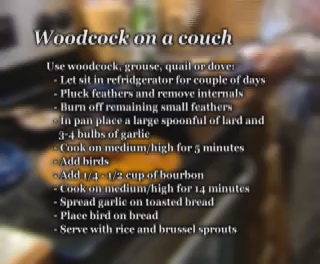 Woodcock on a couch
Use woodcock, grouse, quail or dove:
- Let sit in refridgerator for couple of days
- Pluck feathers and remove internals
- Burn off remaining small feathers
- In pan place a large spoonful of lard and
3-4 bulbs of garlic
- Cook on medium/high for 5 minutes
- Add birds
- Add 1/4 - 1/2 cup of bourbon
- Cook on medium/high for 14 minutes
- Spread garlic on toasted bread
- Place bird on bread
- Serve with rice and brussel sprouts